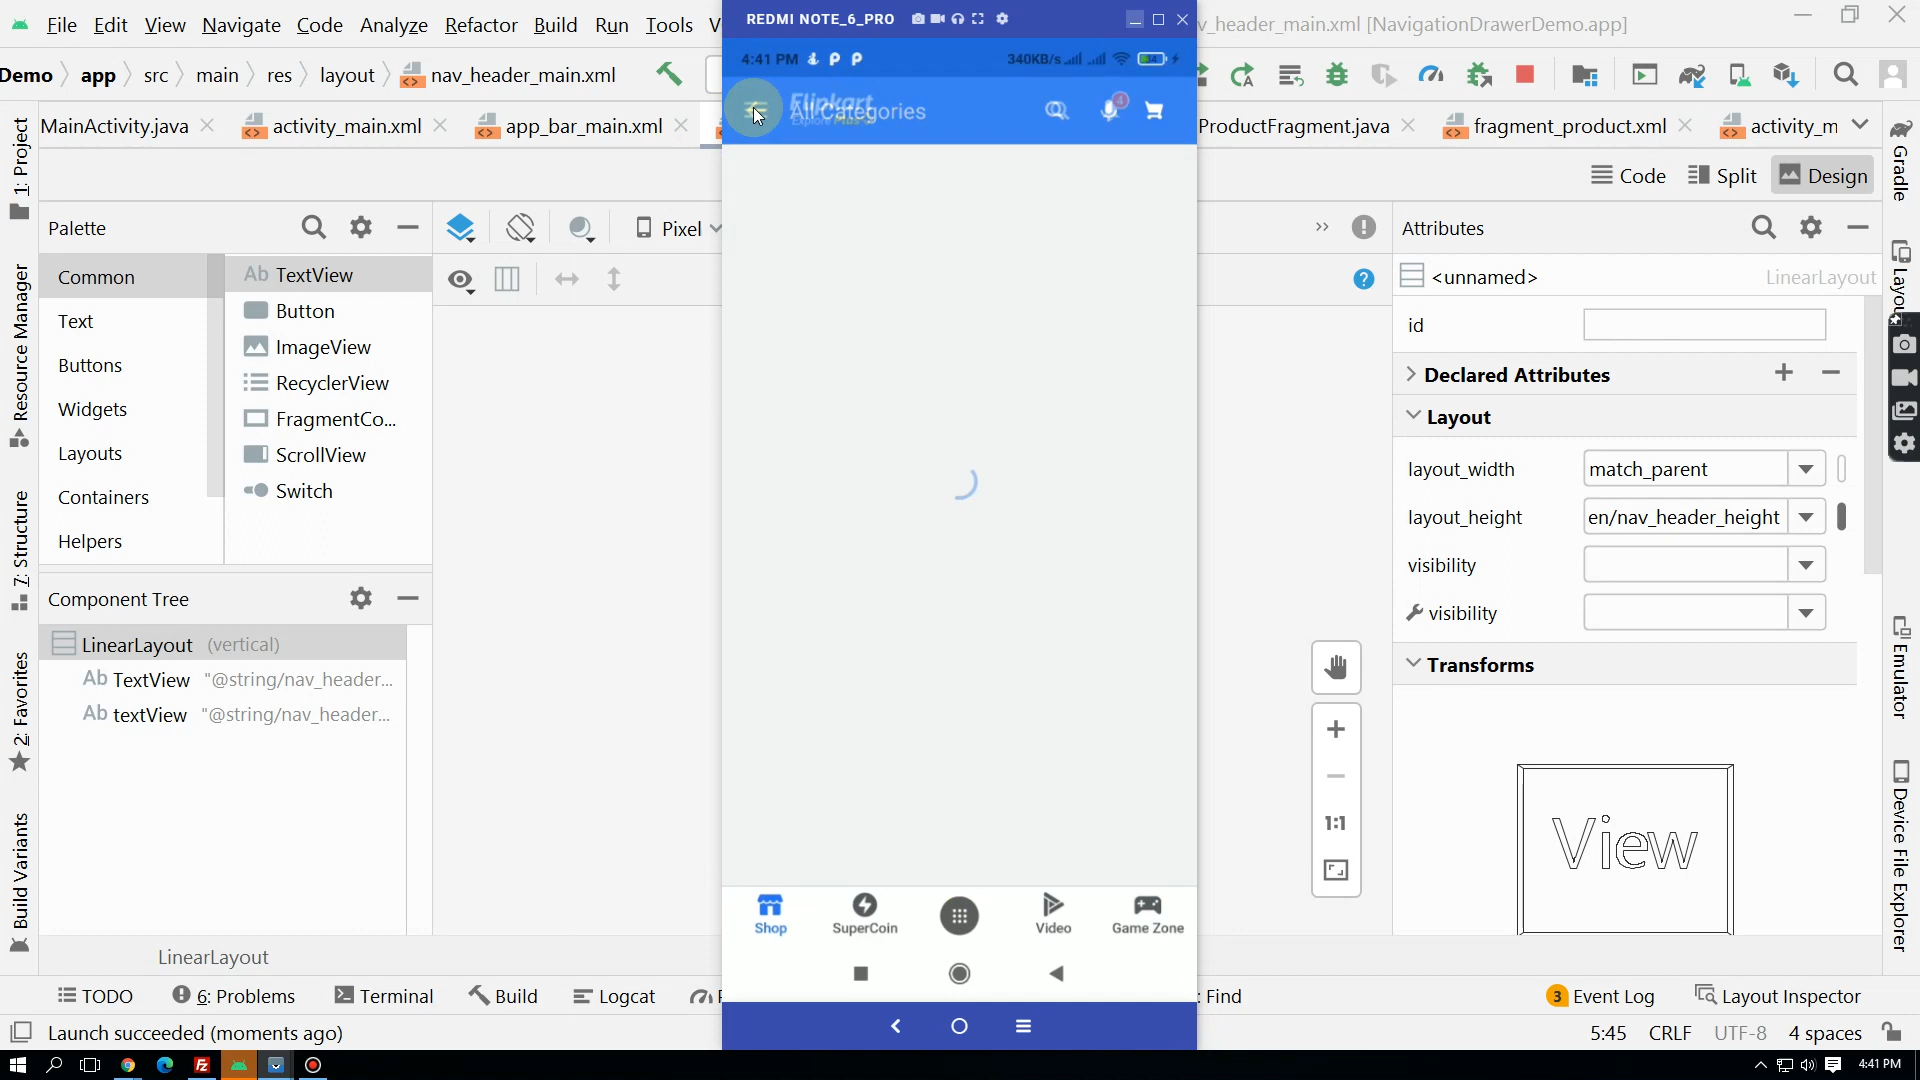 File Edit View Navigate Code Analyze Refactor Build Run Tools V
v_header_main.xml [NavigationDrawerDemo.app]
REDMI NOTE_6_PRO
Demo app src main res layout nav_header_main.xml
4:41 PM 340KB/s 34
Flipkart
Explore Plus
All Categories
4
MainActivity.java activity_main.xml app_bar_main.xml ProductFragment.java fragment_product.xml activity_m
Code Split Design
Palette Pixel Attributes
Common
Text
Buttons
Widgets
Layouts
Containers
Helpers
Ab TextView
Button
ImageView
RecyclerView
FragmentCo...
ScrollView
Switch
<unnamed> LinearLayout
id
Declared Attributes
Layout
layout_width match_parent
layout_height en/nav_header_height
visibility
visibility
Transforms
View
1:1
Component Tree
LinearLayout (vertical)
Ab TextView "@string/nav_header...
Ab textView "@string/nav_header...
LinearLayout
Shop SuperCoin Video Game Zone
1: Project
Resource Manager
7: Structure
2: Favorites
Build Variants
Gradle
Layou
Emulator
Device File Explorer
TODO 6: Problems Terminal Build Logcat : Find 3 Event Log Layout Inspector
Launch succeeded (moments ago) 5:45 CRLF UTF-8 4 spaces
4:41 PM